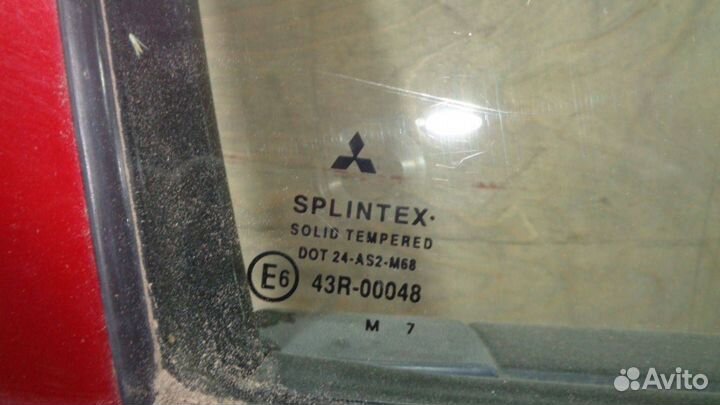 SPLINTEX.
SOLID TEMPERED
DOT 24-AS2-M68
E6 43R-00048
M 7
Avito